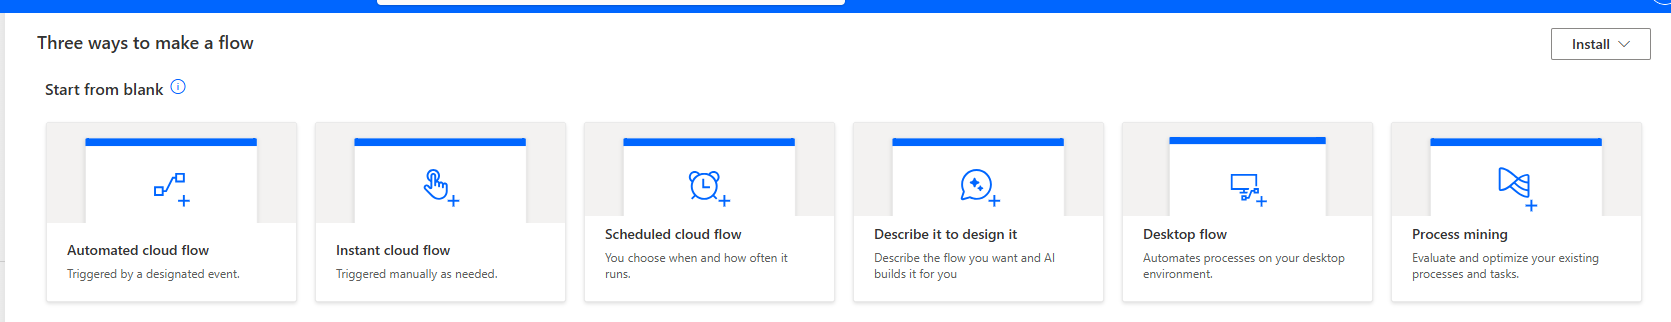 Three ways to make a flow
Install
Start from blank
Automated cloud flow
Triggered by a designated event.
Instant cloud flow
Triggered manually as needed.
Scheduled cloud flow
You choose when and how often it
runs.
Describe it to design it
Describe the flow you want and AI
builds it for you
Desktop flow
Automates processes on your desktop
environment.
Process mining
Evaluate and optimize your existing
processes and tasks.